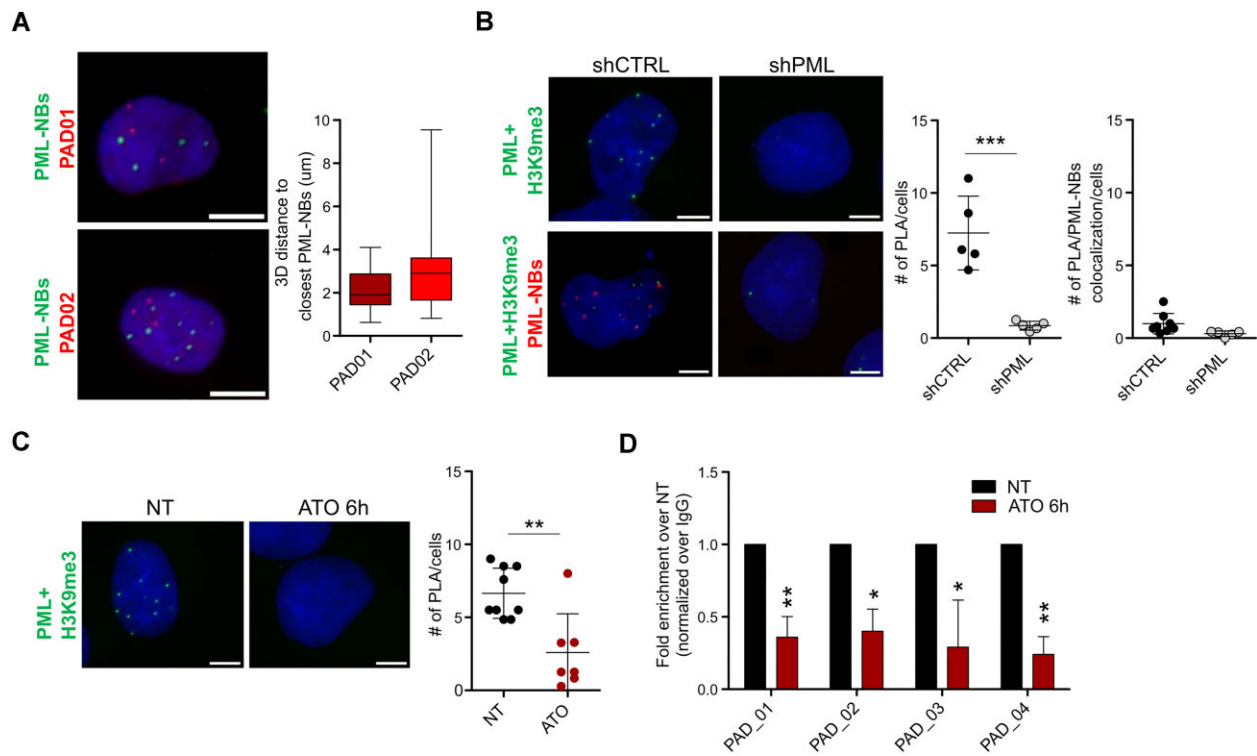 A
PML-NBs
PAD01
PML-NBs
PAD02
3D distance to
closest PML-NBs (um)
10
8
6
4
2
0
PAD01
PAD02
B
shCTRL
shPML
PML+
H3K9me3
PML+H3K9me3
PML-NBs
# of PLA/cells
15
10
5
0
***
shCTRL
shPML
# of PLA/PML-NBs
colocalization/cells
15
10
5
0
shCTRL
shPML
C
NT
ATO 6h
PML+
H3K9me3
# of PLA/cells
15
10
5
0
**
NT
ATO
D
Fold enrichment over NT
(normalized over IgG)
1.5
1.0
0.5
0.0
NT
ATO 6h
**
*
*
**
PAD_01
PAD_02
PAD_03
PAD_04